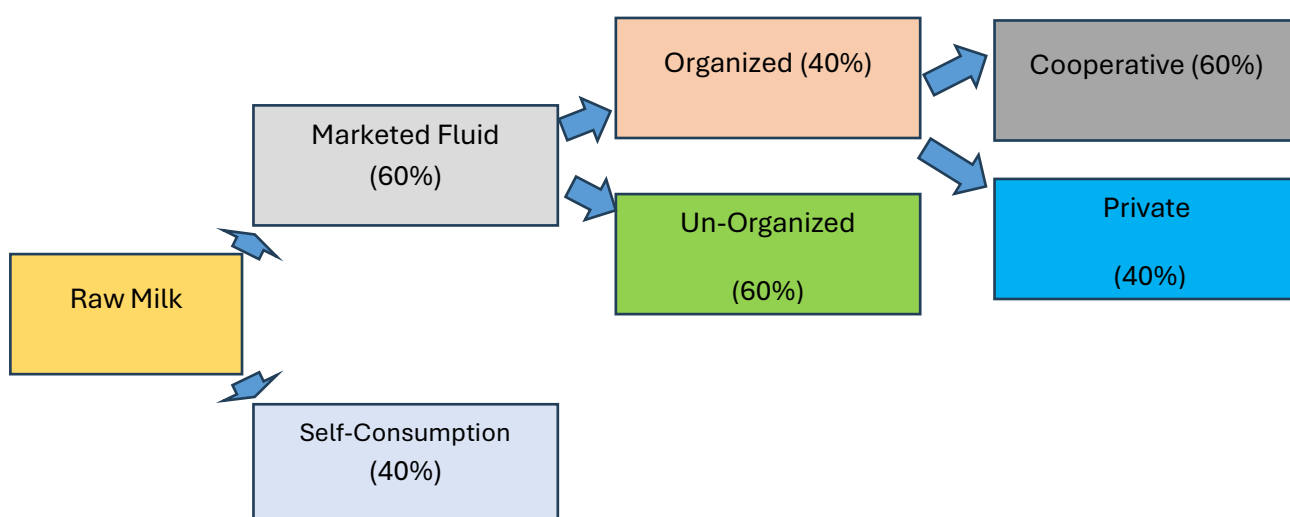 Organized (40%)
Cooperative (60%)
Marketed Fluid
(60%)
Un-Organized
(60%)
Private
(40%)
Raw Milk
Self-Consumption
(40%)